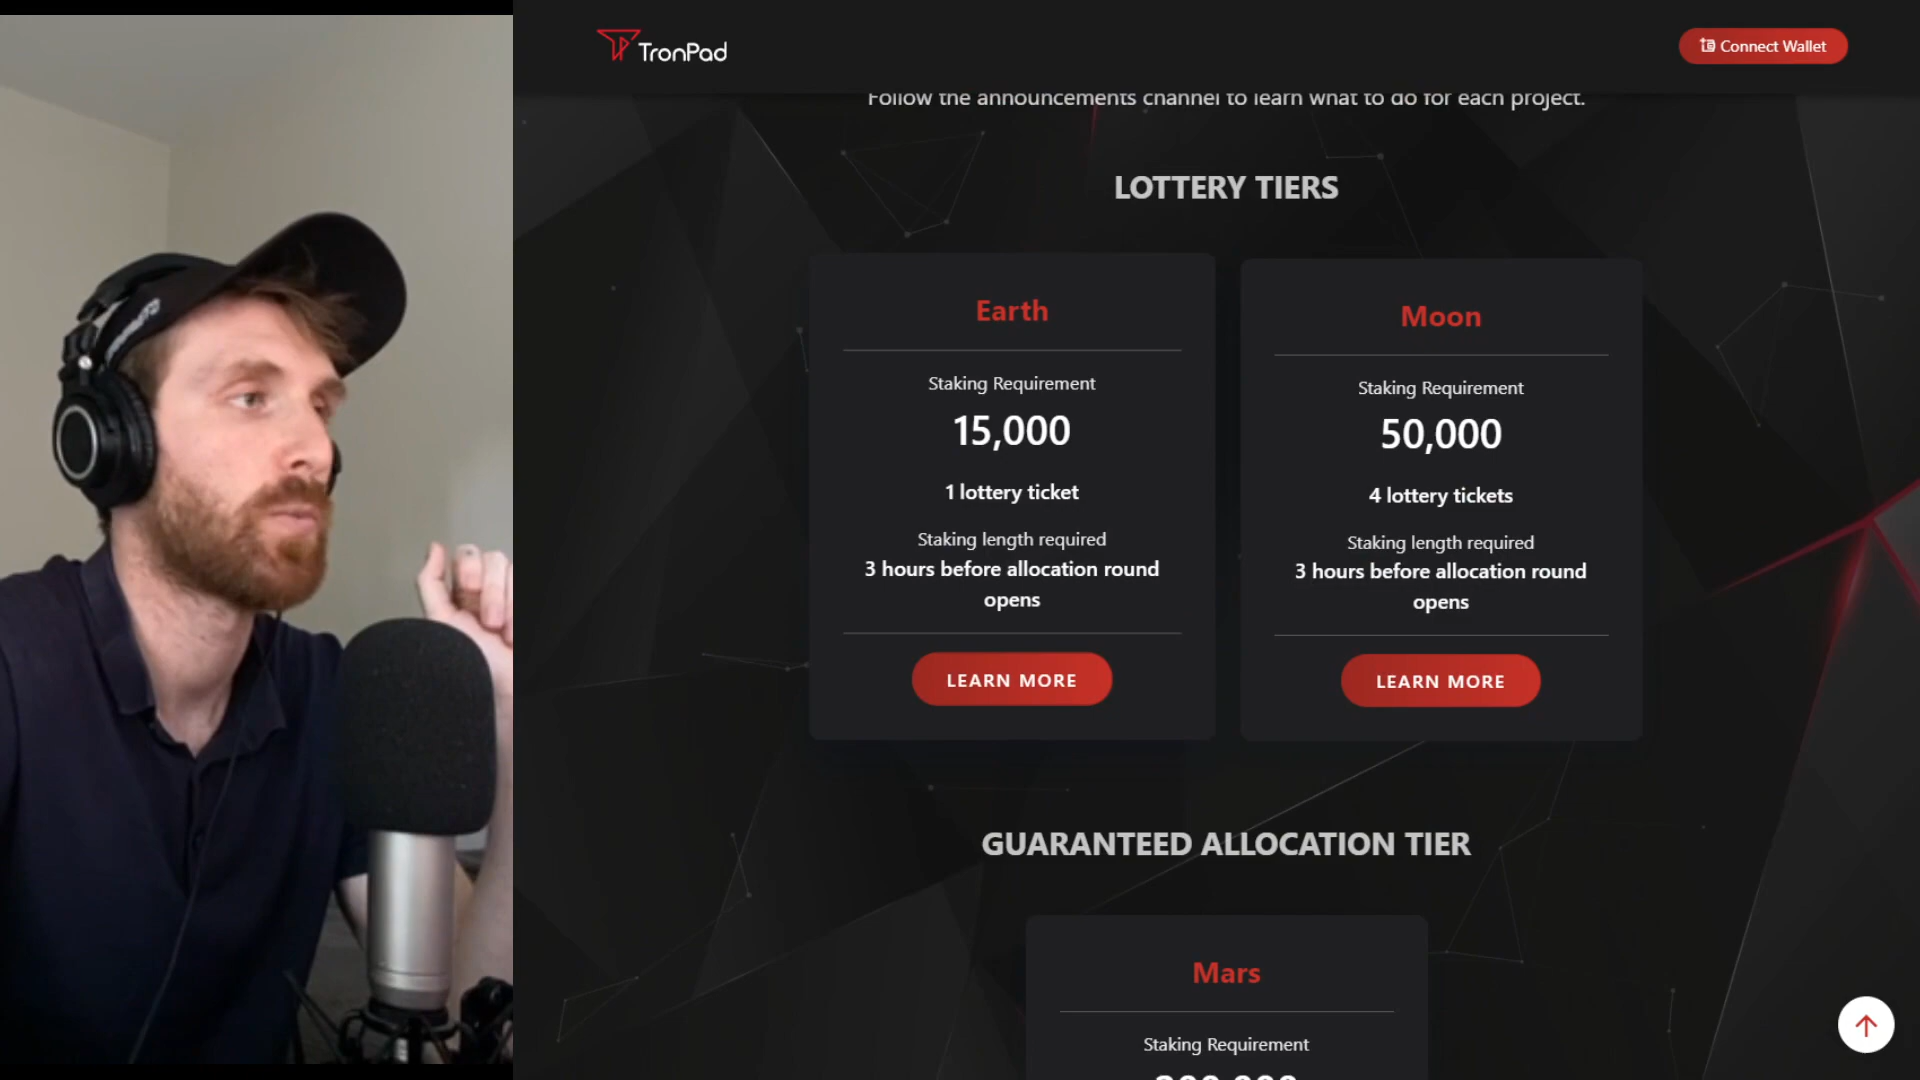 TronPad
Connect Wallet
Follow the announcements channel to learn what to do for each project.
LOTTERY TIERS
Earth
Staking Requirement
15,000
1 lottery ticket
Staking length required
3 hours before allocation round
opens
LEARN MORE
Moon
Staking Requirement
50,000
4 lottery tickets
Staking length required
3 hours before allocation round
opens
LEARN MORE
GUARANTEED ALLOCATION TIER
Mars
Staking Requirement